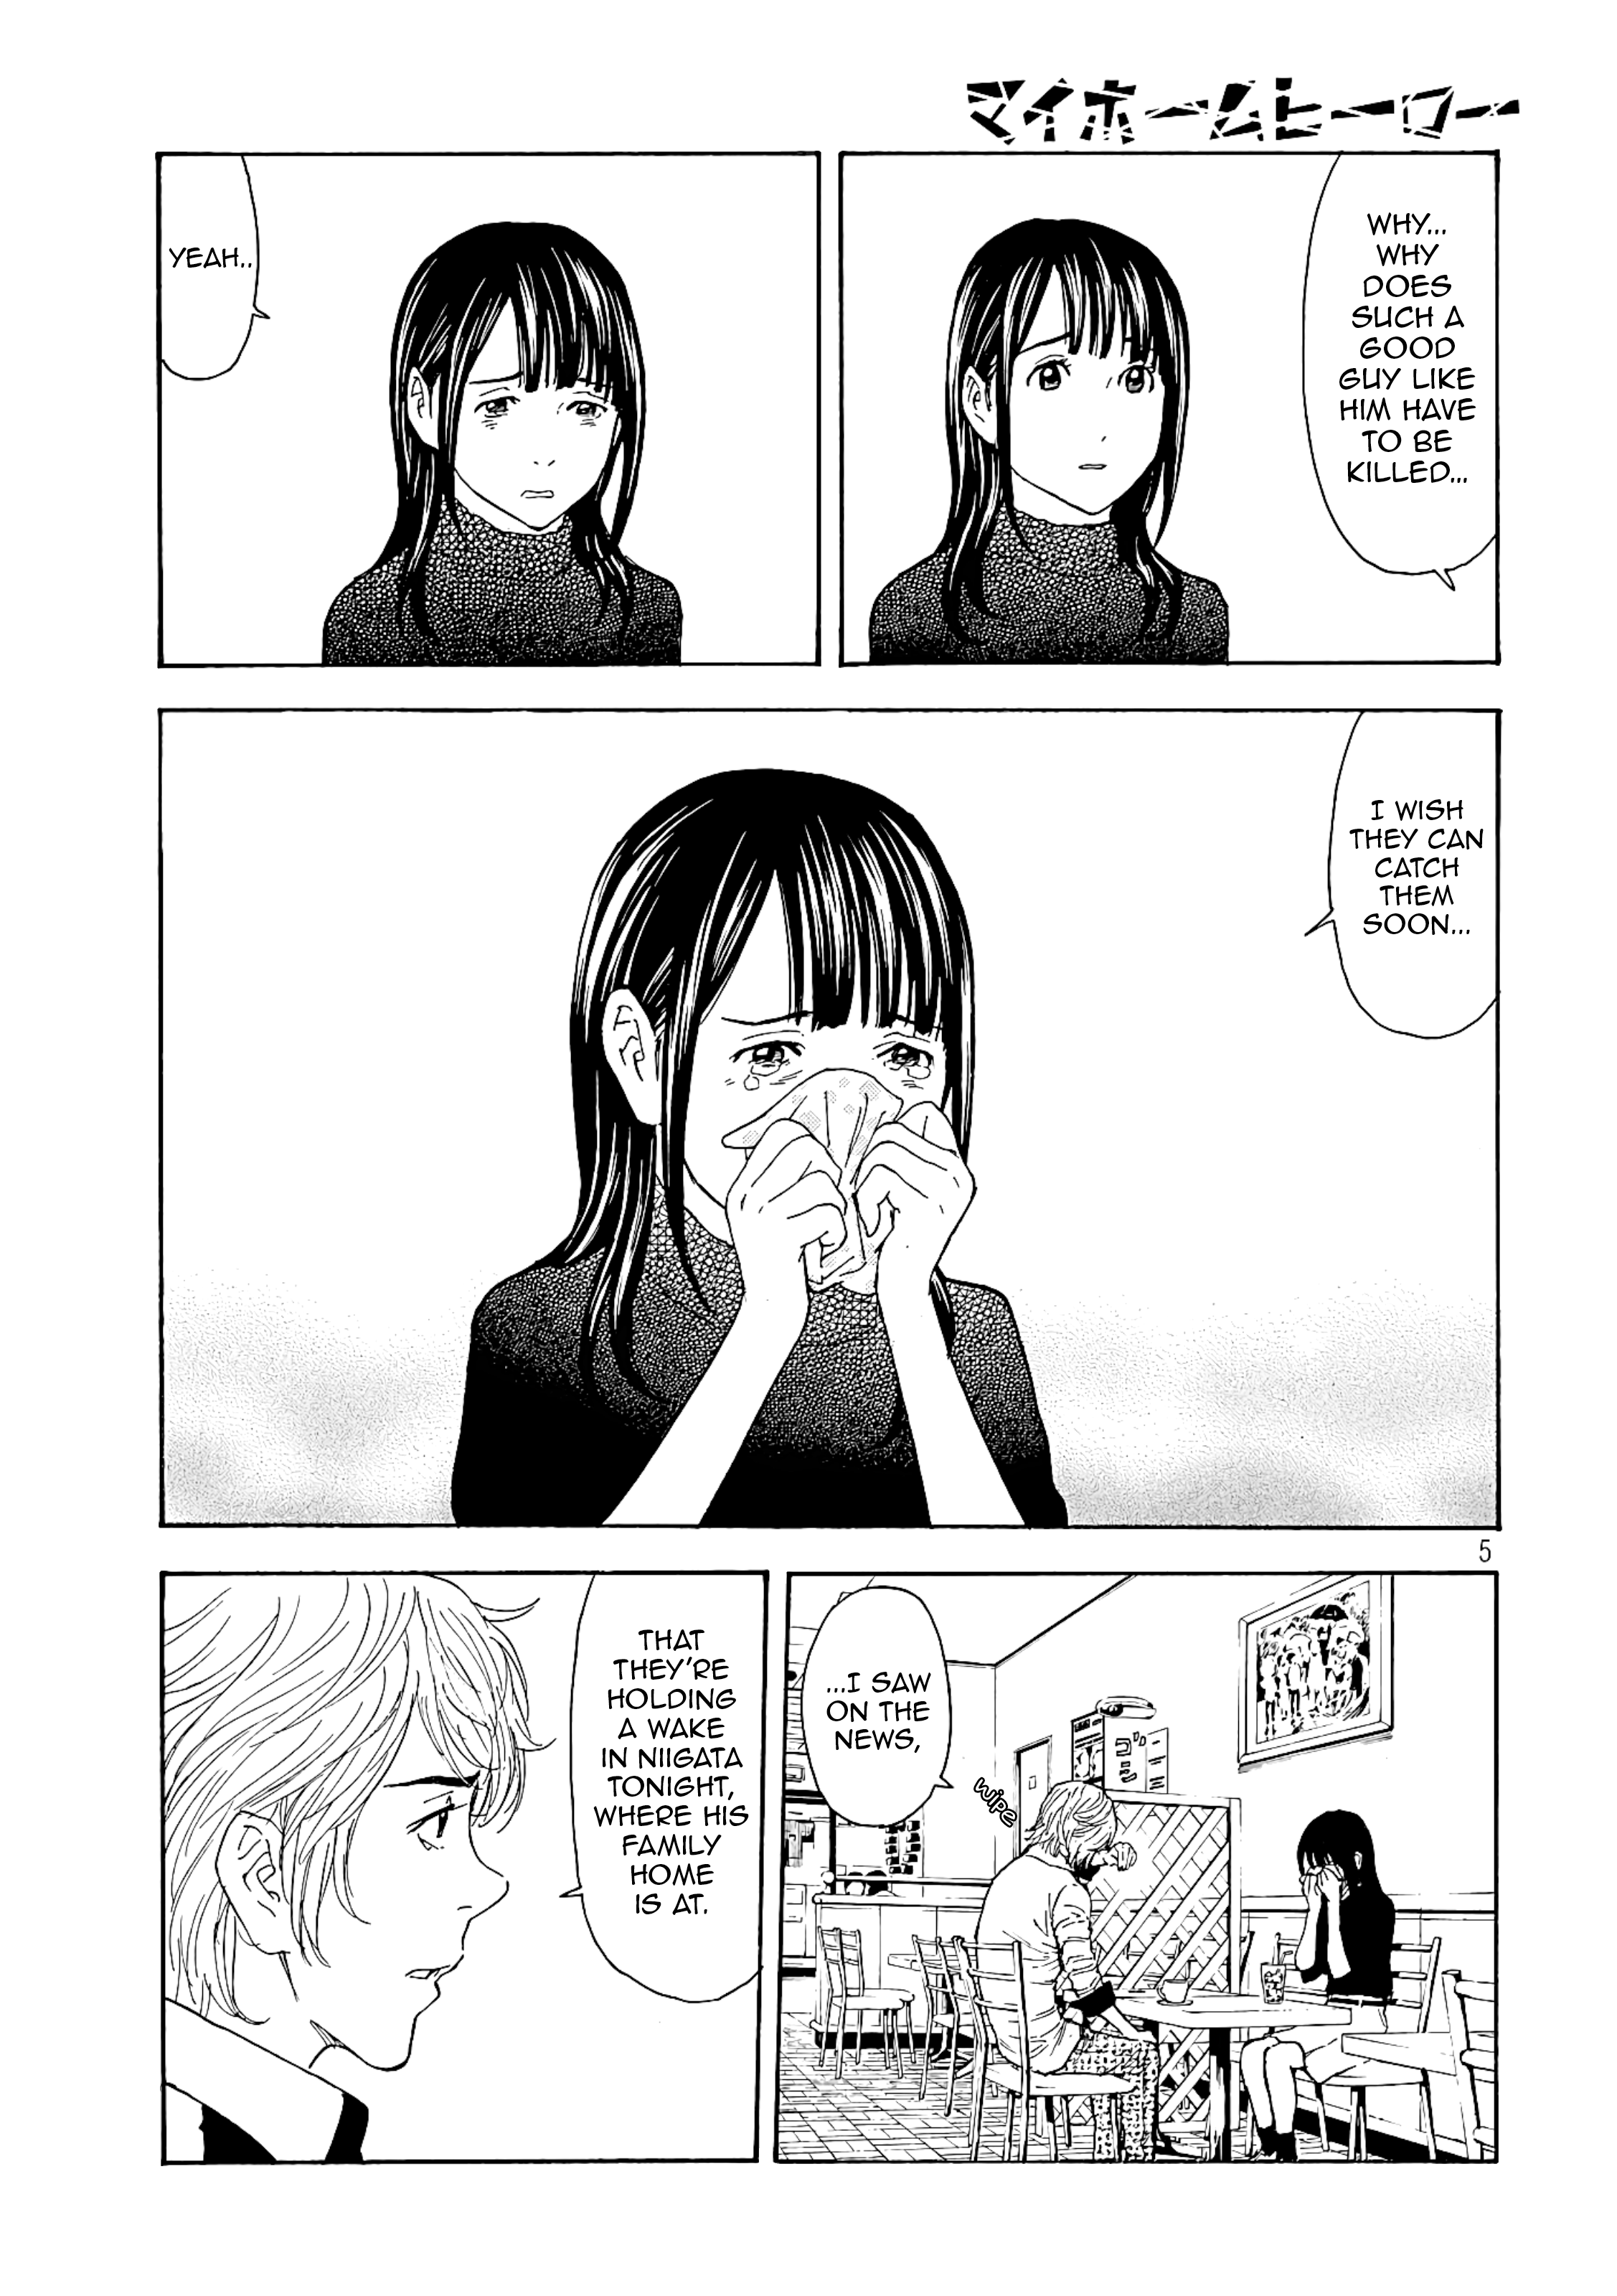 マイホームヒーロー
WHY...
WHY
DOES
SUCH A
GOOD
GUY LIKE
HIM HAVE
TO BE
KILLED...
YEAH..
I WISH
THEY CAN
CATCH
THEM
SOON...
5
...I SAW
ON THE
NEWS,
wipe
THAT
THEY'RE
HOLDING
A WAKE
IN NIIGATA
TONIGHT,
WHERE HIS
FAMILY
HOME
IS AT.